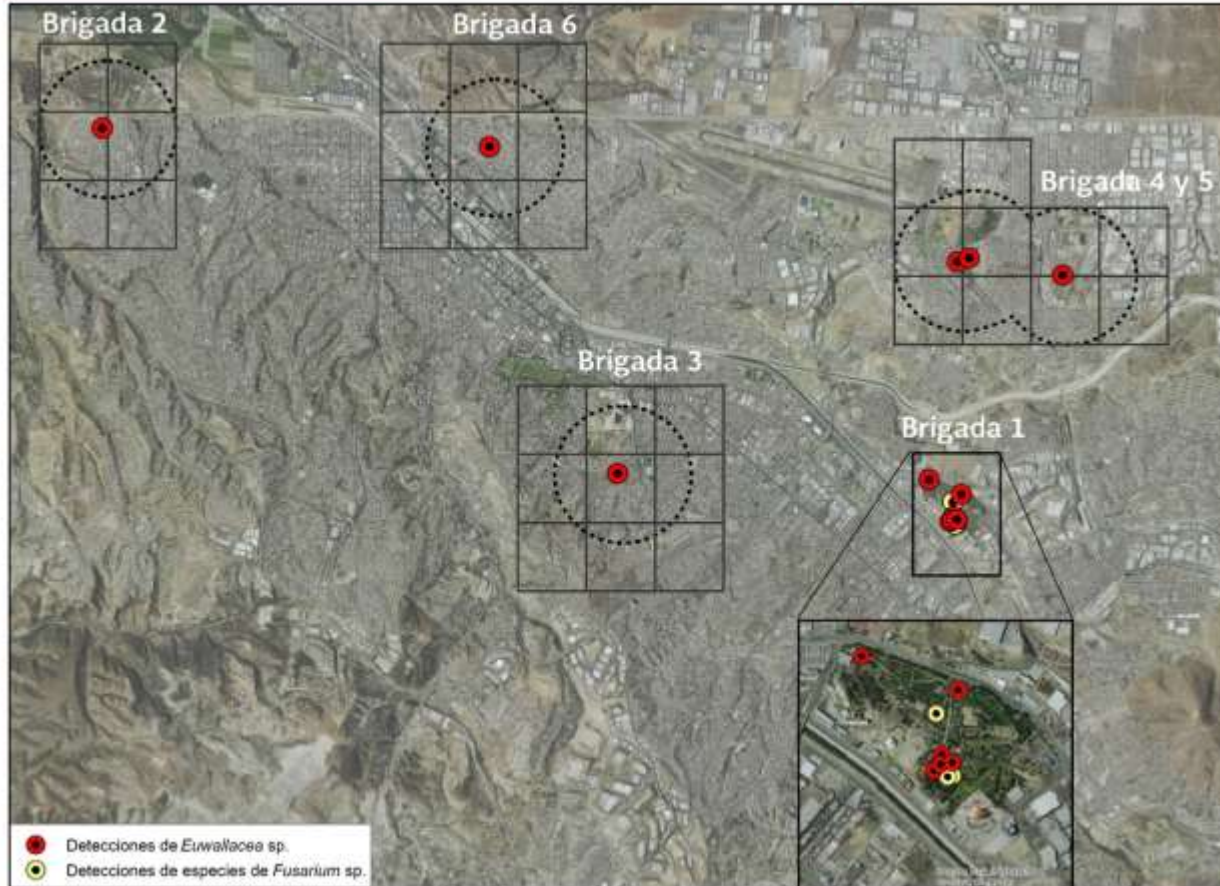 Brigada 2
Brigada 6
Brigada 4 y 5
Brigada 3
Brigada 1
Detecciones de Euwallacea sp.
Detecciones de especies de Fusarium sp.